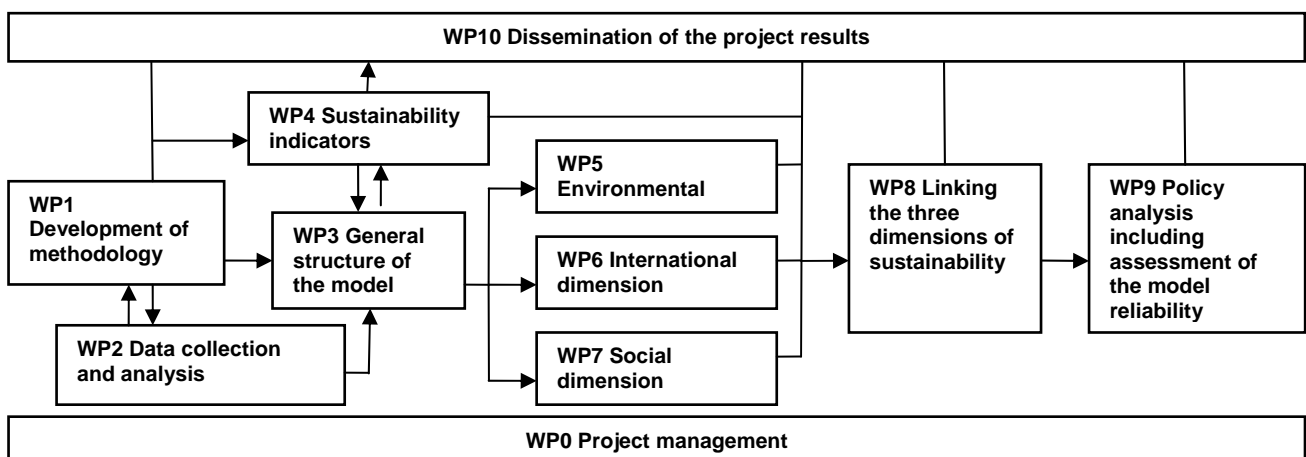 WP10 Dissemination of the project results
WP4 Sustainability
indicators
WP1
Development of
methodology
WP3 General
structure of
the model
WP2 Data collection
and analysis
WP5
Environmental
WP6 International
dimension
WP7 Social
dimension
WP8 Linking
the three
dimensions of
sustainability
WP9 Policy
analysis
including
assessment of
the model
reliability
WP0 Project management